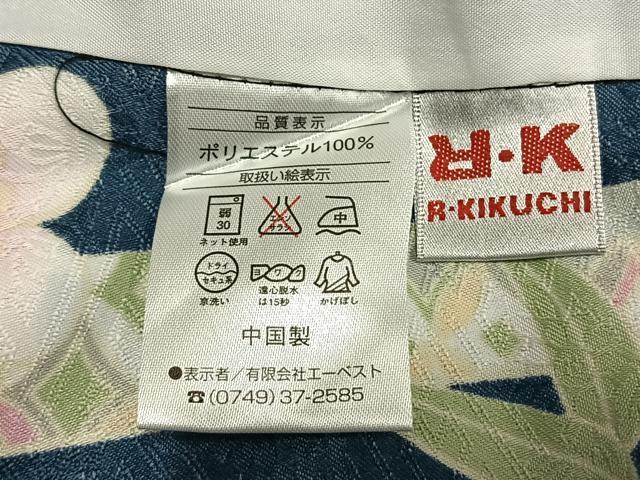 品質表示
ポリエステル100%
取扱い絵表示
弱
30
エンソ
サラシ
中
ネット使用
ドライ
セキユ系
ヨワク
京洗い
遠心脱水
は15秒
かげぼし
中国製
●表示者/有限会社エーベスト
☎(0749)37-2585
R·K
R·KIKUCHI